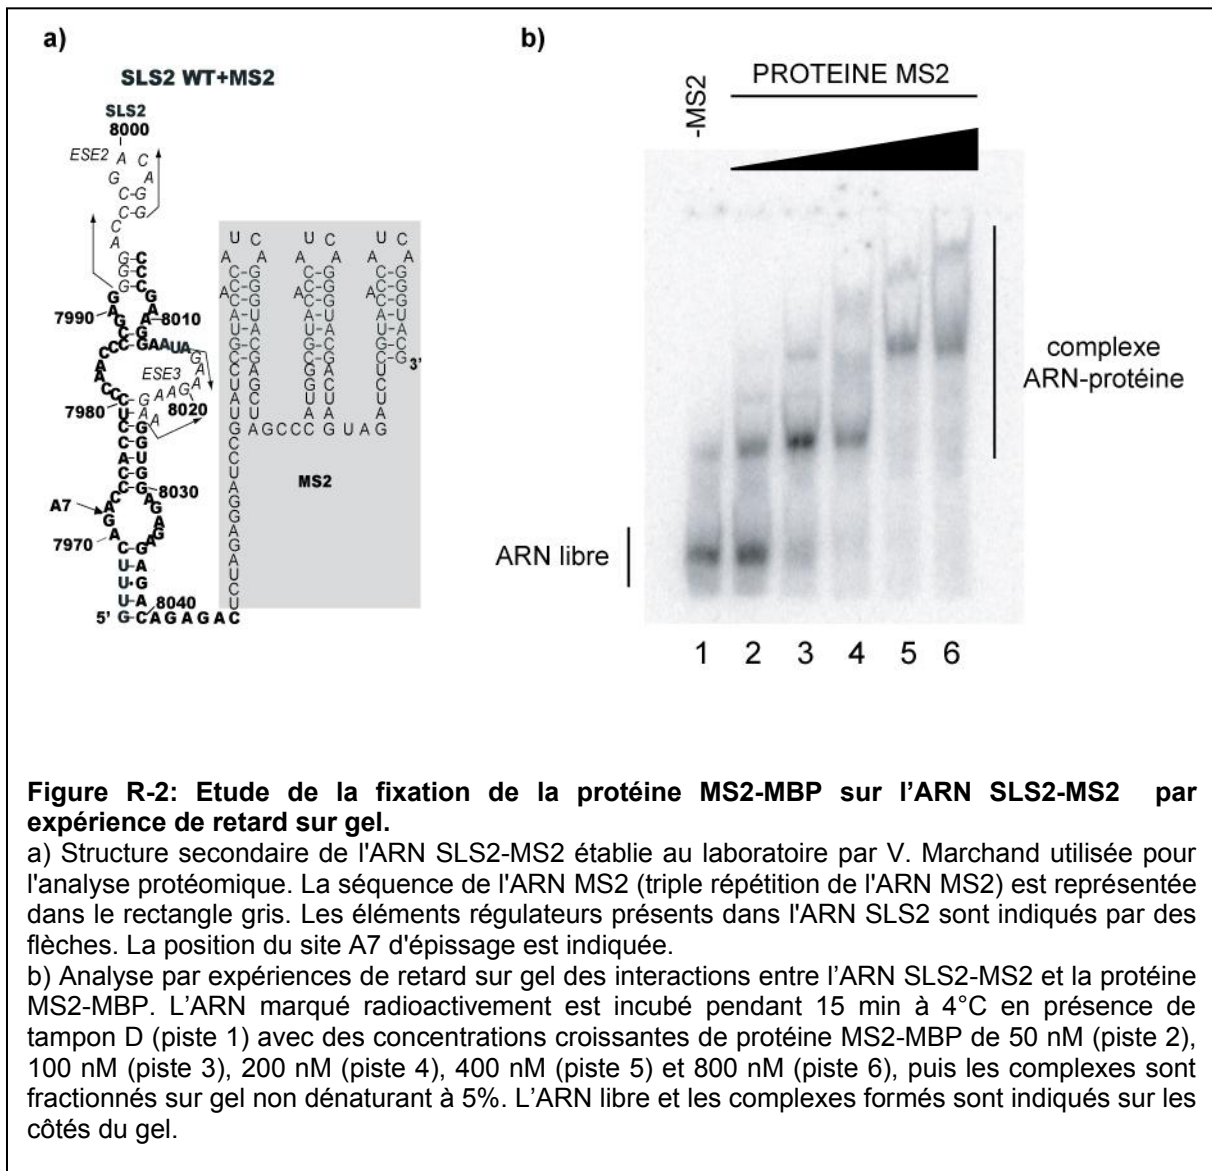 a)
SLS2 WT+MS2
SLS2
8000
ESE2
7990
8010
ESE3
8020
7980
8030
A7
7970
8040
5'
CAGAGAC
3'
AGCCC GUAG
MS2
b)
-MS2
PROTEINE MS2
complexe
ARN-protéine
ARN libre
1 2 3 4 5 6
Figure R-2: Etude de la fixation de la protéine MS2-MBP sur l'ARN SLS2-MS2 par
expérience de retard sur gel.
a) Structure secondaire de l'ARN SLS2-MS2 établie au laboratoire par V. Marchand utilisée pour
l'analyse protéomique. La séquence de l'ARN MS2 (triple répétition de l'ARN MS2) est représentée
dans le rectangle gris. Les éléments régulateurs présents dans l'ARN SLS2 sont indiqués par des
flèches. La position du site A7 d'épissage est indiquée.
b) Analyse par expériences de retard sur gel des interactions entre l'ARN SLS2-MS2 et la protéine
MS2-MBP. L'ARN marqué radioactivement est incubé pendant 15 min à 4°C en présence de
tampon D (piste 1) avec des concentrations croissantes de protéine MS2-MBP de 50 nM (piste 2),
100 nM (piste 3), 200 nM (piste 4), 400 nM (piste 5) et 800 nM (piste 6), puis les complexes sont
fractionnés sur gel non dénaturant à 5%. L'ARN libre et les complexes formés sont indiqués sur les
côtés du gel.